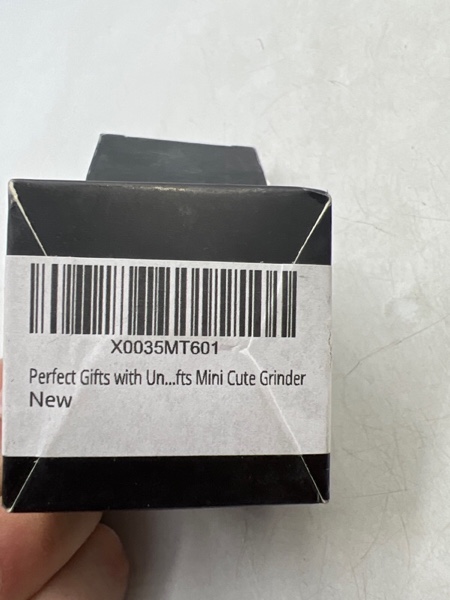 X0035MT601
Perfect Gifts with Un...fts Mini Cute Grinder
New